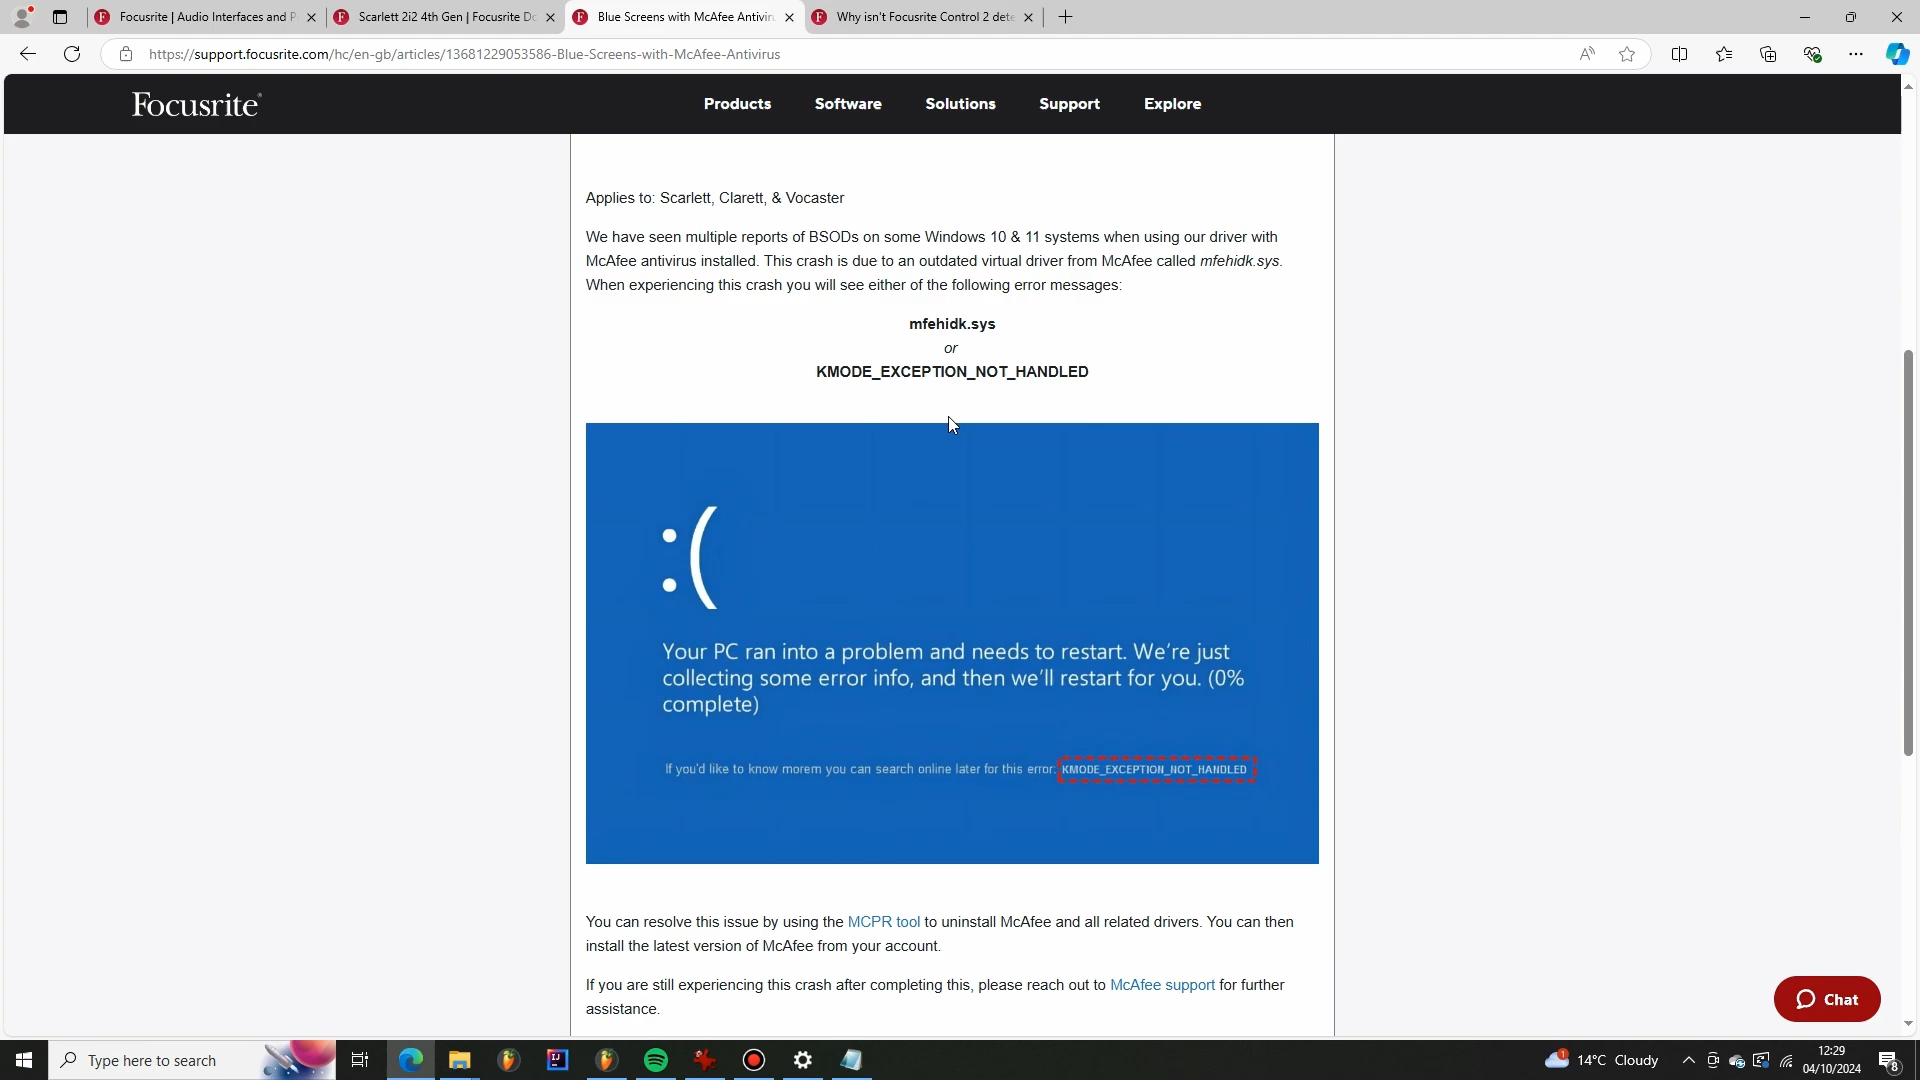 Focusrite | Audio Interfaces and P
Scarlett 2i2 4th Gen | Focusrite Do
Blue Screens with McAfee Antivir
Why isn't Focusrite Control 2 dete
https://support.focusrite.com/hc/en-gb/articles/13681229053586-Blue-Screens-with-McAfee-Antivirus
Focusrite
Products
Software
Solutions
Support
Explore
Applies to: Scarlett, Clarett, & Vocaster
We have seen multiple reports of BSODs on some Windows 10 & 11 systems when using our driver with
McAfee antivirus installed. This crash is due to an outdated virtual driver from McAfee called mfehidk.sys.
When experiencing this crash you will see either of the following error messages:
mfehidk.sys
or
KMODE_EXCEPTION_NOT_HANDLED
:(
Your PC ran into a problem and needs to restart. We're just
collecting some error info, and then we'll restart for you. (0%
complete)
If you'd like to know morem you can search online later for this error: KMODE_EXCEPTION_NOT_HANDLED
You can resolve this issue by using the MCPR tool to uninstall McAfee and all related drivers. You can then
install the latest version of McAfee from your account.
If you are still experiencing this crash after completing this, please reach out to McAfee support for further
assistance.
Chat
Type here to search
1
14°C Cloudy
12:29
04/10/2024
8